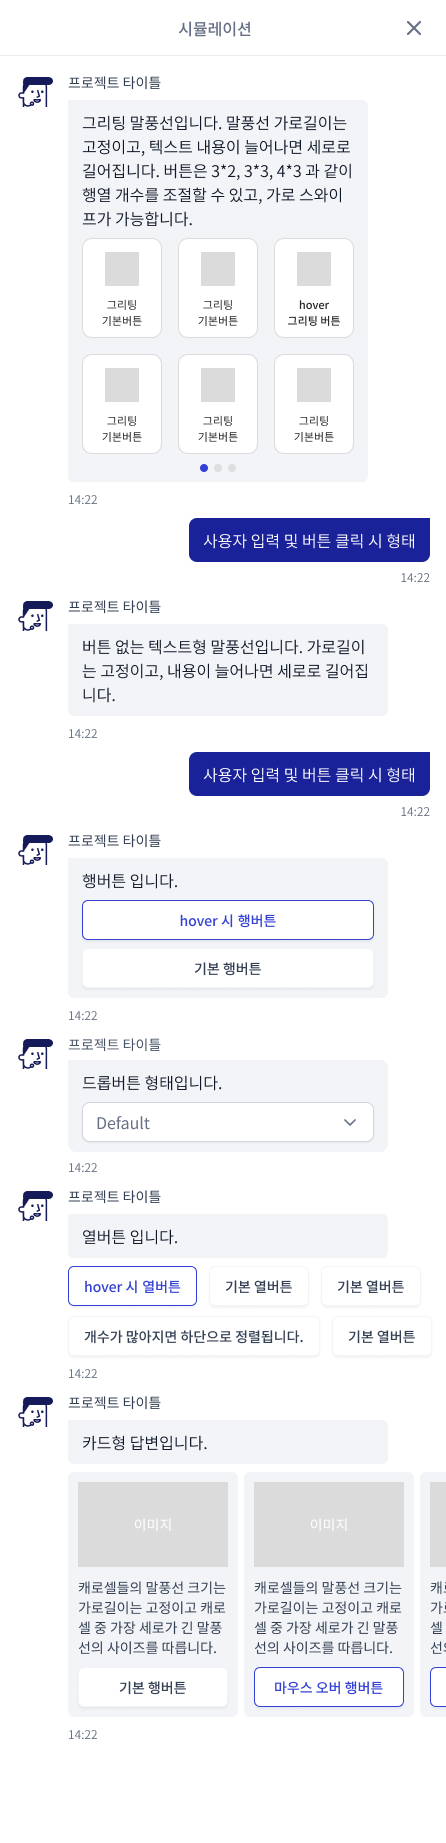 시뮬레이션
프로젝트 타이틀
그리팅 말풍선입니다. 말풍선 가로길이는
고정이고, 텍스트 내용이 늘어나면 세로로
길어집니다. 버튼은 3*2, 3*3, 4*3 과 같이
행열 개수를 조절할 수 있고, 가로 스와이
프가 가능합니다.
그리팅
기본버튼
그리팅
기본버튼
hover
그리팅 버튼
그리팅
기본버튼
그리팅
기본버튼
그리팅
기본버튼
14:22
사용자 입력 및 버튼 클릭 시 형태
14:22
프로젝트 타이틀
버튼 없는 텍스트형 말풍선입니다. 가로길이
는 고정이고, 내용이 늘어나면 세로로 길어집
니다.
14:22
사용자 입력 및 버튼 클릭 시 형태
14:22
프로젝트 타이틀
행버튼 입니다.
hover 시 행버튼
기본 행버튼
14:22
프로젝트 타이틀
드롭버튼 형태입니다.
Default
14:22
프로젝트 타이틀
열버튼 입니다.
hover 시 열버튼
기본 열버튼
기본 열버튼
개수가 많아지면 하단으로 정렬됩니다.
기본 열버튼
14:22
프로젝트 타이틀
카드형 답변입니다.
이미지
캐로셀들의 말풍선 크기는
가로길이는 고정이고 캐로
셀 중 가장 세로가 긴 말풍
선의 사이즈를 따릅니다.
기본 행버튼
이미지
캐로셀들의 말풍선 크기는
가로길이는 고정이고 캐로
셀 중 가장 세로가 긴 말풍
선의 사이즈를 따릅니다.
마우스 오버 행버튼
14:22